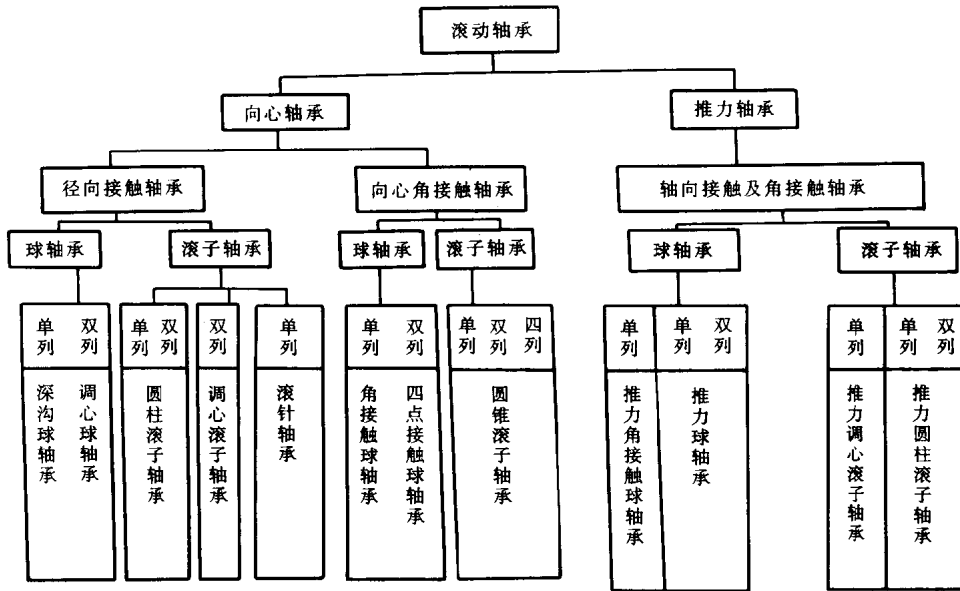 滚动轴承
向心轴承
推力轴承
径向接触轴承
向心角接触轴承
轴向接触及角接触轴承
球轴承
滚子轴承
球轴承
滚子轴承
球轴承
滚子轴承
单列
双列
单列
双列
双列
单列
单列
双列
单列
双列
四列
单列
单列
双列
单列
单列
双列
深沟球轴承
调心球轴承
圆柱滚子轴承
调心滚子轴承
滚针轴承
角接触球轴承
四点接触球轴承
圆锥滚子轴承
推力角接触球轴承
推力球轴承
推力调心滚子轴承
推力圆柱滚子轴承